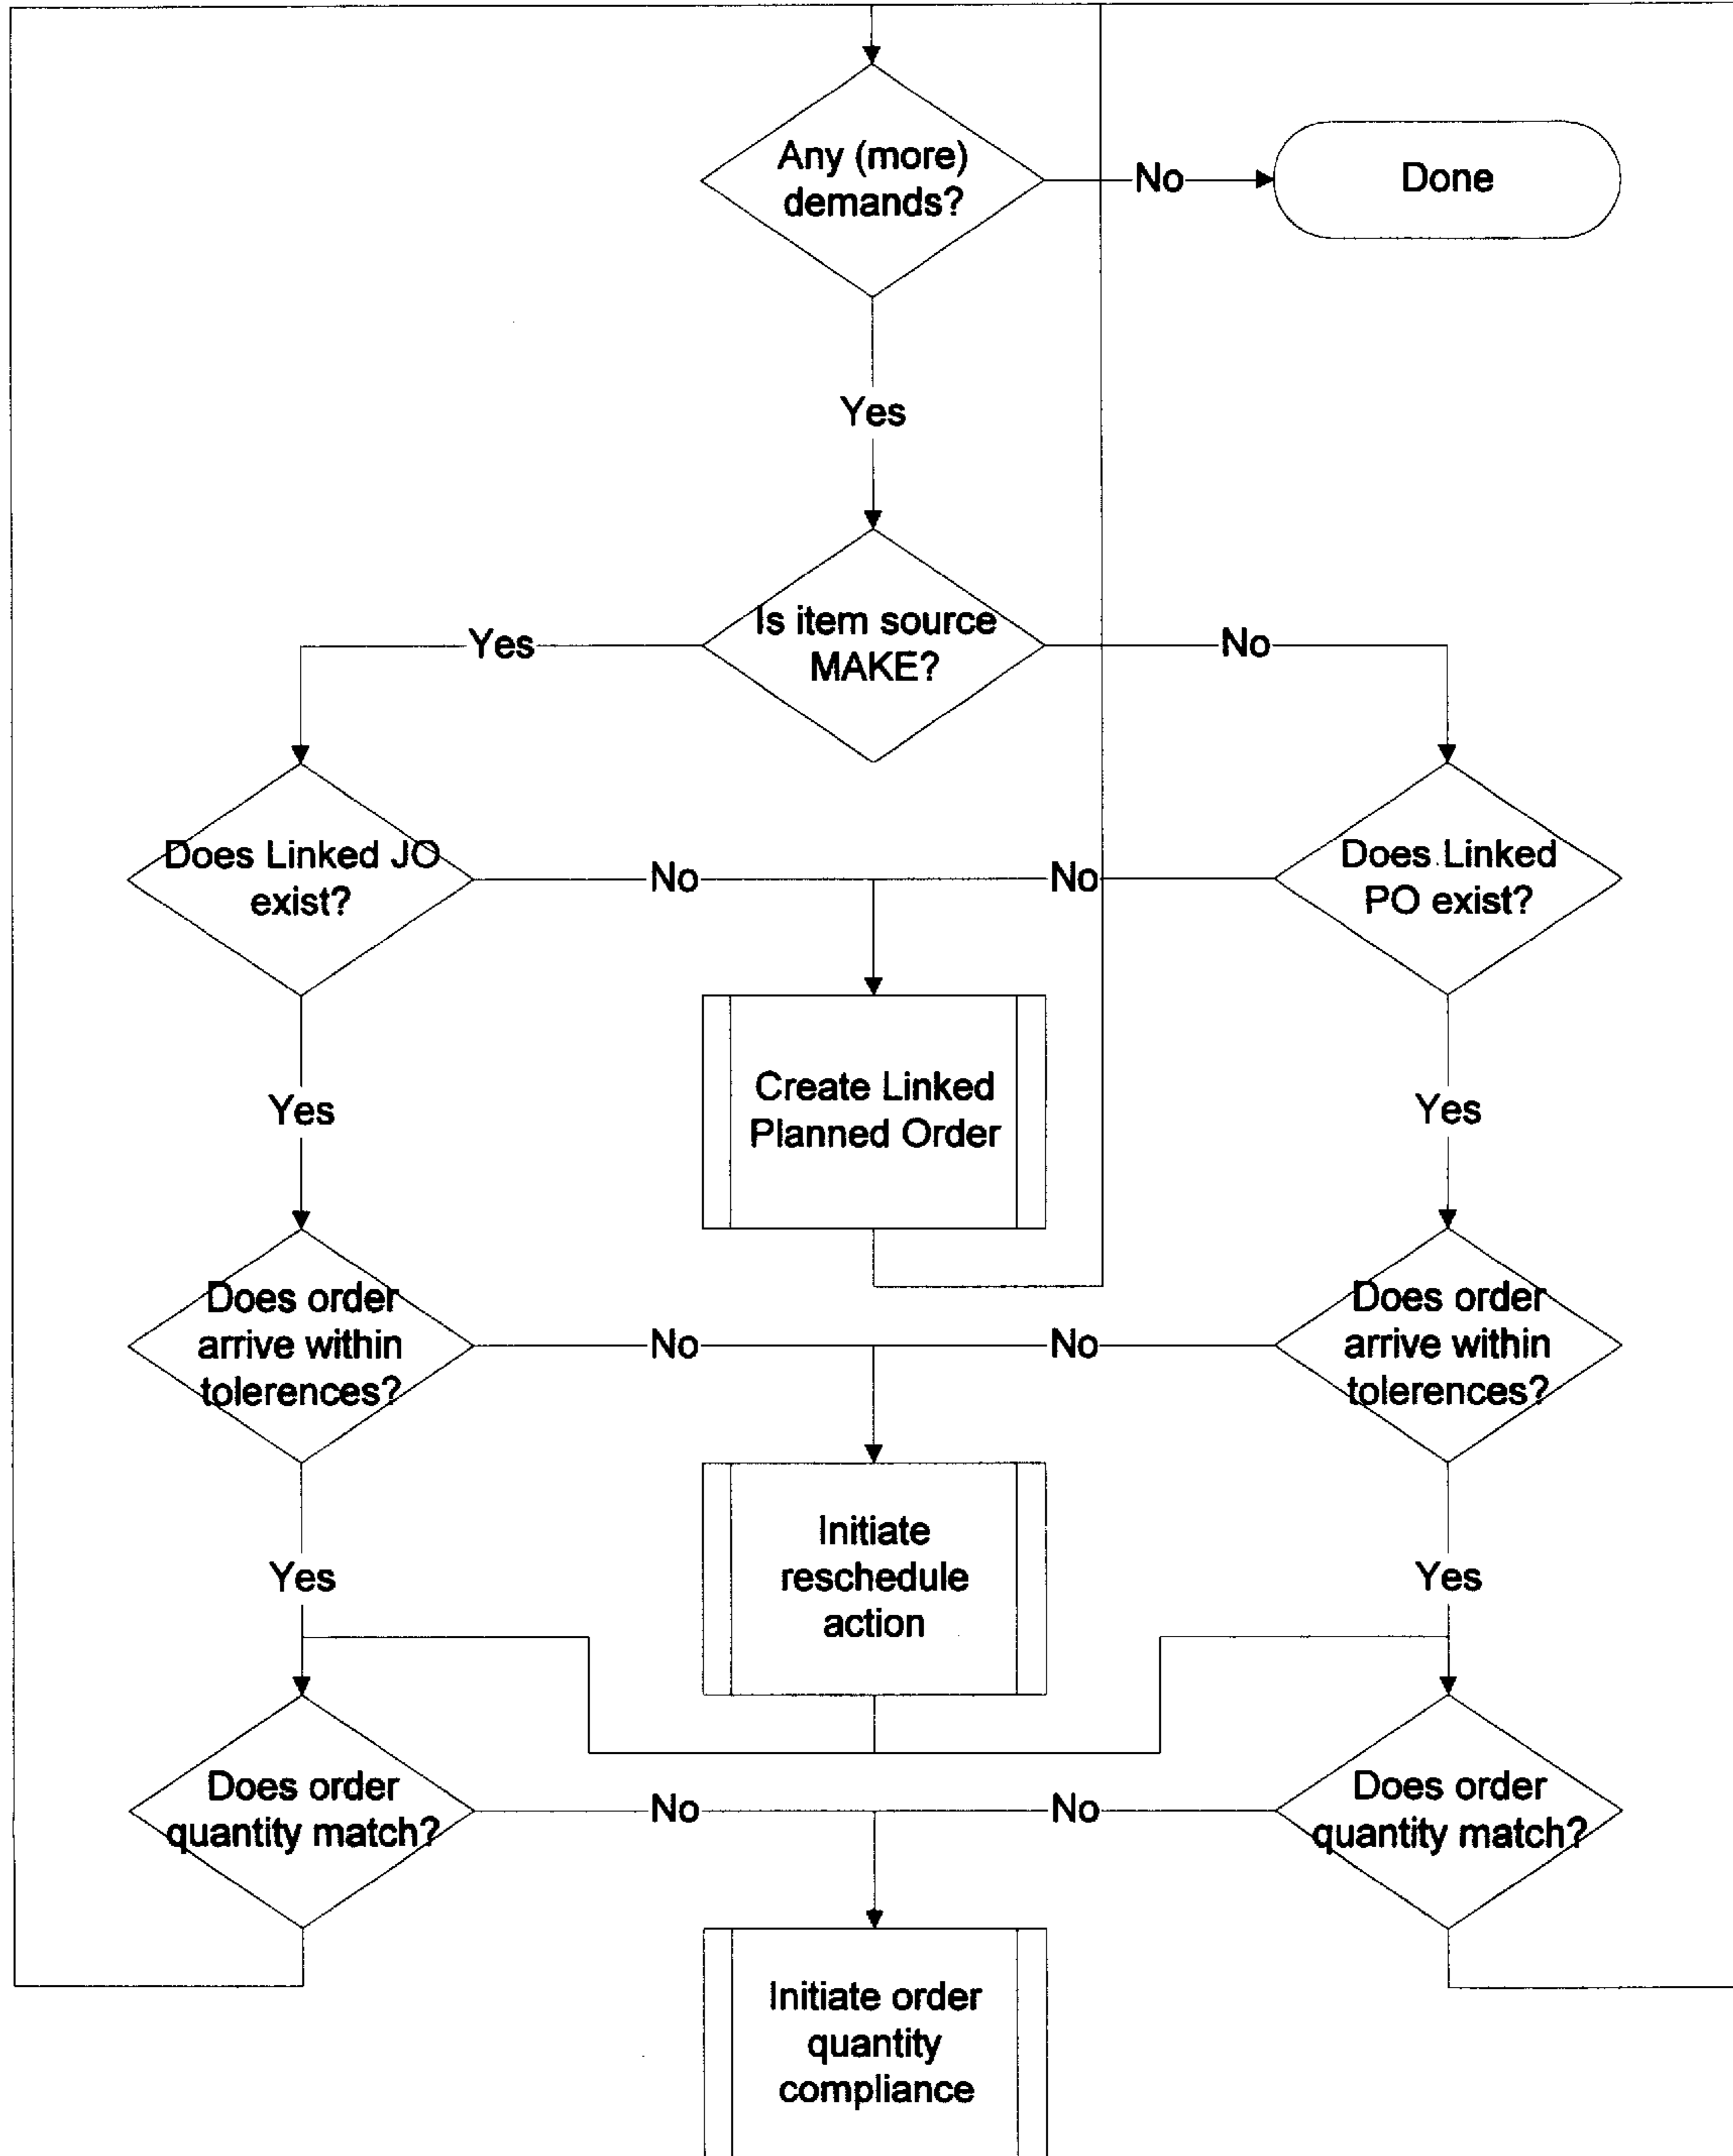 Any (more)
demands?
No
Done
Yes
Is item source
MAKE?
Yes
No
Does Linked JO
exist?
No
No
Does Linked
PO exist?
Create Linked
Planned Order
Yes
Yes
Does order
arrive within
tolerences?
No
No
Does order
arrive within
tolerences?
Initiate
reschedule
action
Yes
Yes
Does order
quantity match?
No
No
Does order
quantity match?
Initiate order
quantity
compliance